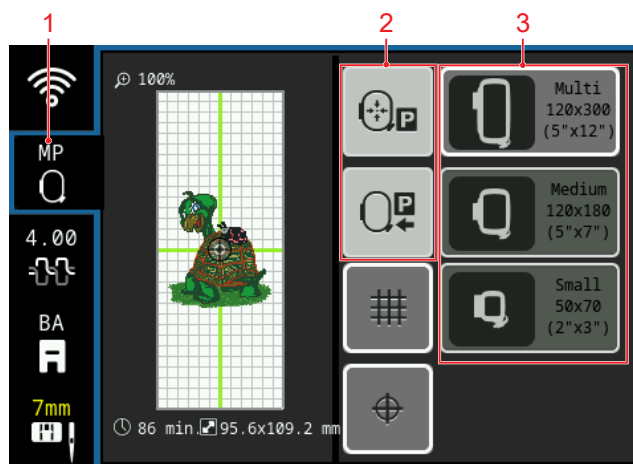 1
2
3
100%
MP
4.00
BA
7mm
86 min. 95.6x109.2 mm
P
P
Multi
120x300
(5"x12")
Medium
120x180
(5"x7")
Small
50x70
(2"x3")